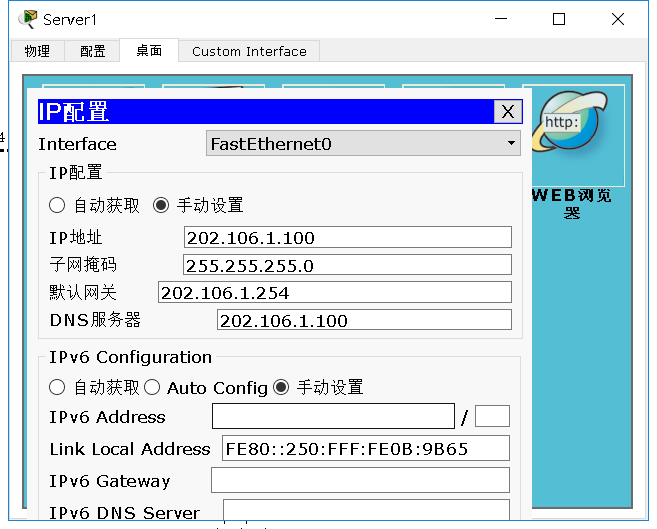 Server1
物理 配置 桌面 Custom Interface
IP配置 X
http:
WEB浏览
器
Interface FastEthernet0
IP配置
自动获取 手动设置
IP地址 202.106.1.100
子网掩码 255.255.255.0
默认网关 202.106.1.254
DNS服务器 202.106.1.100
IPv6 Configuration
自动获取 Auto Config 手动设置
IPv6 Address /
Link Local Address FE80::250:FFF:FE0B:9B65
IPv6 Gateway
IPv6 DNS Server
4